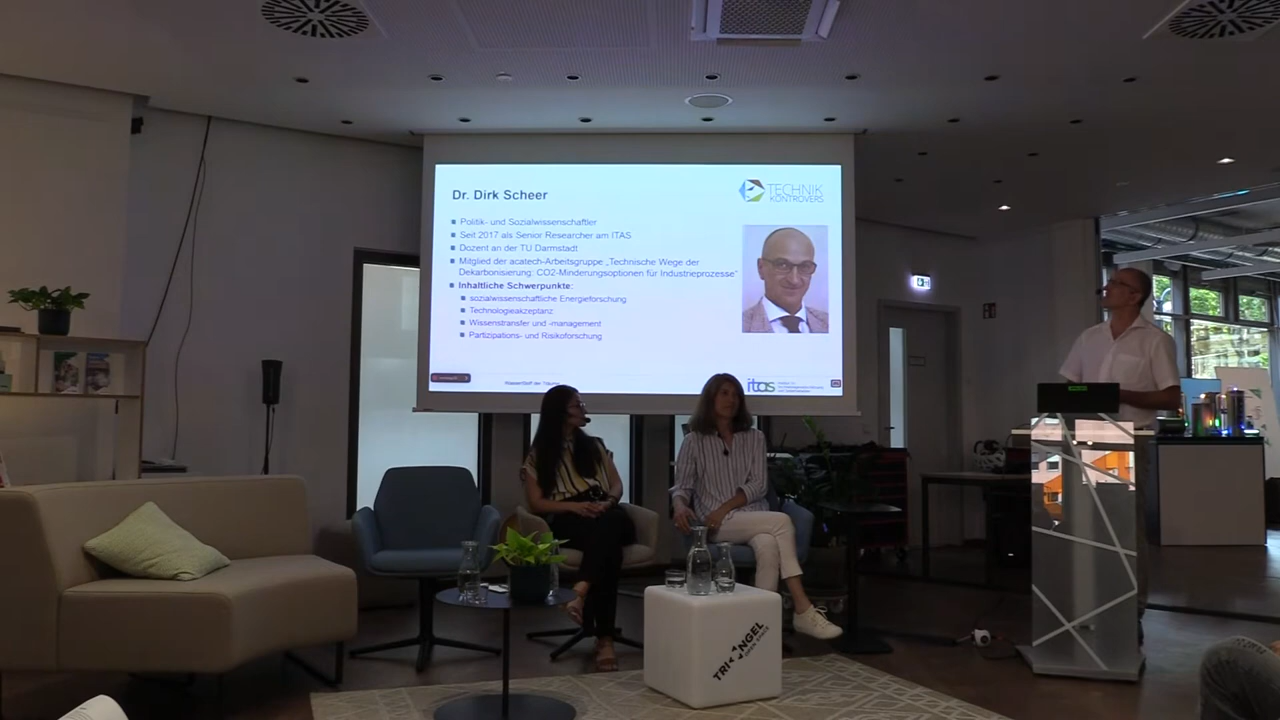 Dr. Dirk Scheer
TECHNIK
KONTROVERS
Politik- und Sozialwissenschaftler
Seit 2017 als Senior Researcher am ITAS
Dozent an der TU Darmstadt
Mitglied der acatech-Arbeitsgruppe „Technische Wege der
Dekarbonisierung: CO2-Minderungsoptionen für Industrieprozesse“
Inhaltliche Schwerpunkte:
sozialwissenschaftliche Energieforschung
Technologieakzeptanz
Wissenstransfer und -management
Partizipations- und Risikoforschung
itas
TRIANGEL
OPEN SPACE